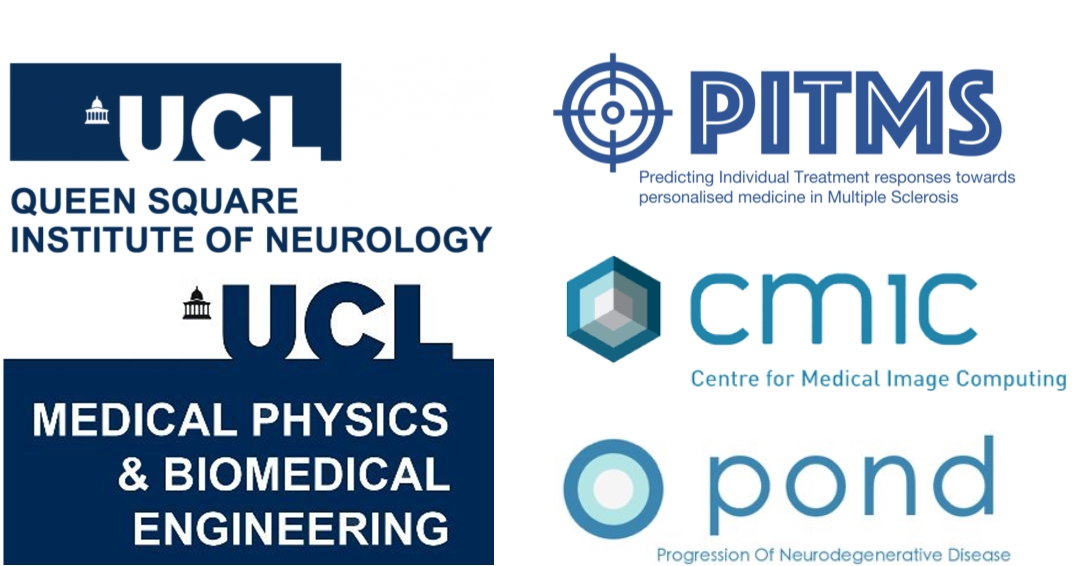 UCL
QUEEN SQUARE
INSTITUTE OF NEUROLOGY
UCL
MEDICAL PHYSICS
& BIOMEDICAL
ENGINEERING
PITMS
Predicting Individual Treatment responses towards
personalised medicine in Multiple Sclerosis
cmic
Centre for Medical Image Computing
pond
Progression Of Neurodegenerative Disease